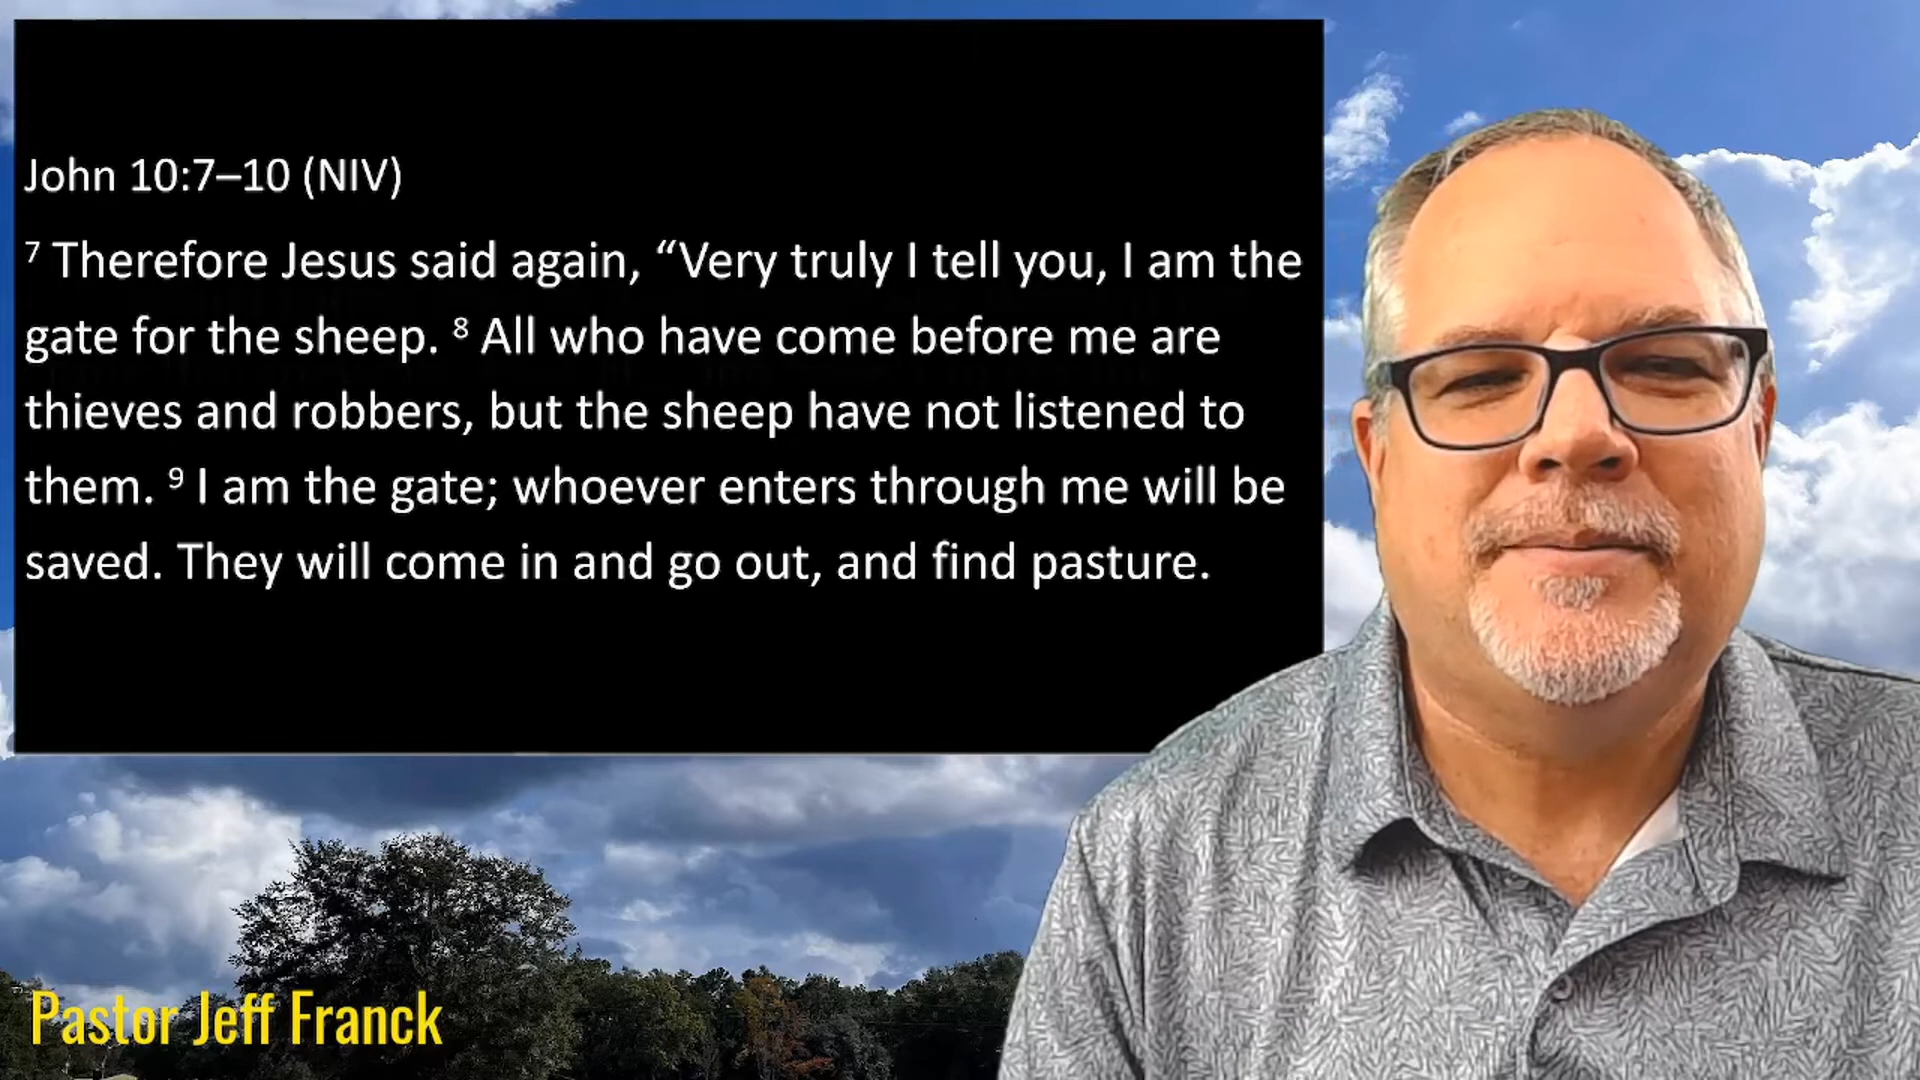 John 10:7–10 (NIV)
7 Therefore Jesus said again, “Very truly I tell you, I am the
gate for the sheep. 8 All who have come before me are
thieves and robbers, but the sheep have not listened to
them. 9 I am the gate; whoever enters through me will be
saved. They will come in and go out, and find pasture.
Pastor Jeff Franck